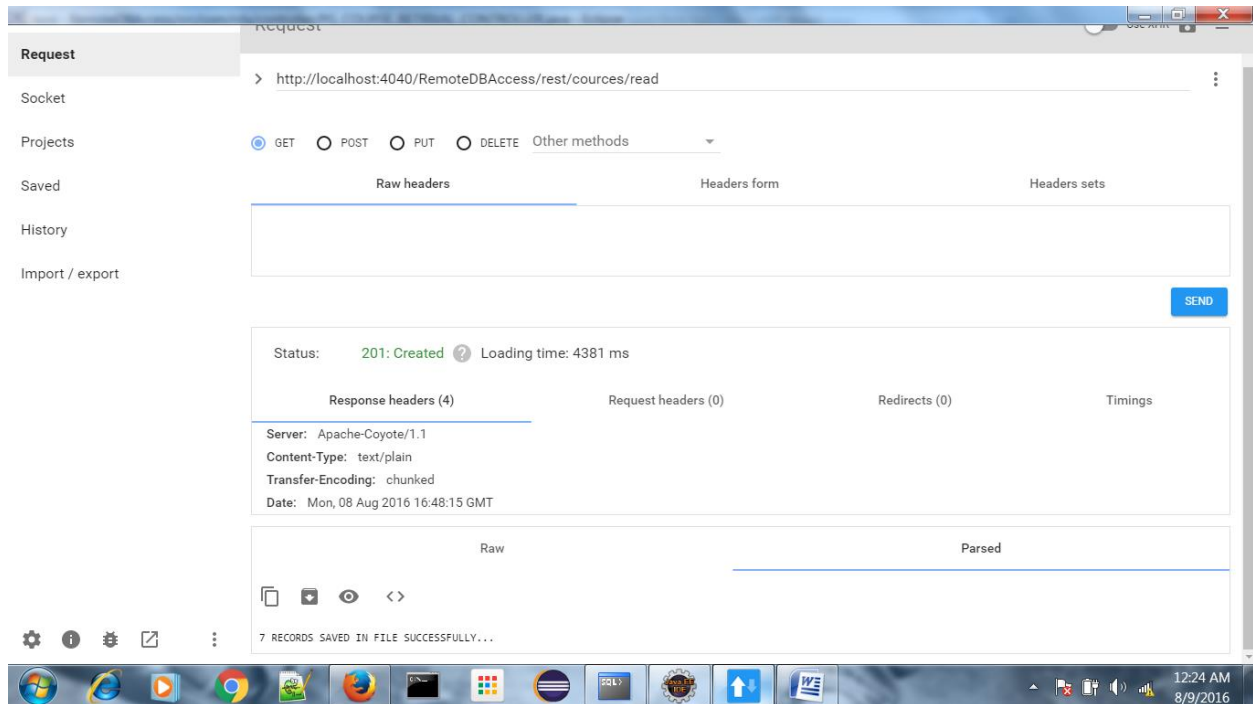 Request
Request
Use XHR
http://localhost:4040/RemoteDBAccess/rest/cources/read
Socket
Projects
GET POST PUT DELETE Other methods
Saved
Raw headers Headers form Headers sets
History
Import / export
SEND
Status: 201: Created ? Loading time: 4381 ms
Response headers (4) Request headers (0) Redirects (0) Timings
Server: Apache-Coyote/1.1
Content-Type: text/plain
Transfer-Encoding: chunked
Date: Mon, 08 Aug 2016 16:48:15 GMT
Raw Parsed
7 RECORDS SAVED IN FILE SUCCESSFULLY...
12:24 AM
8/9/2016